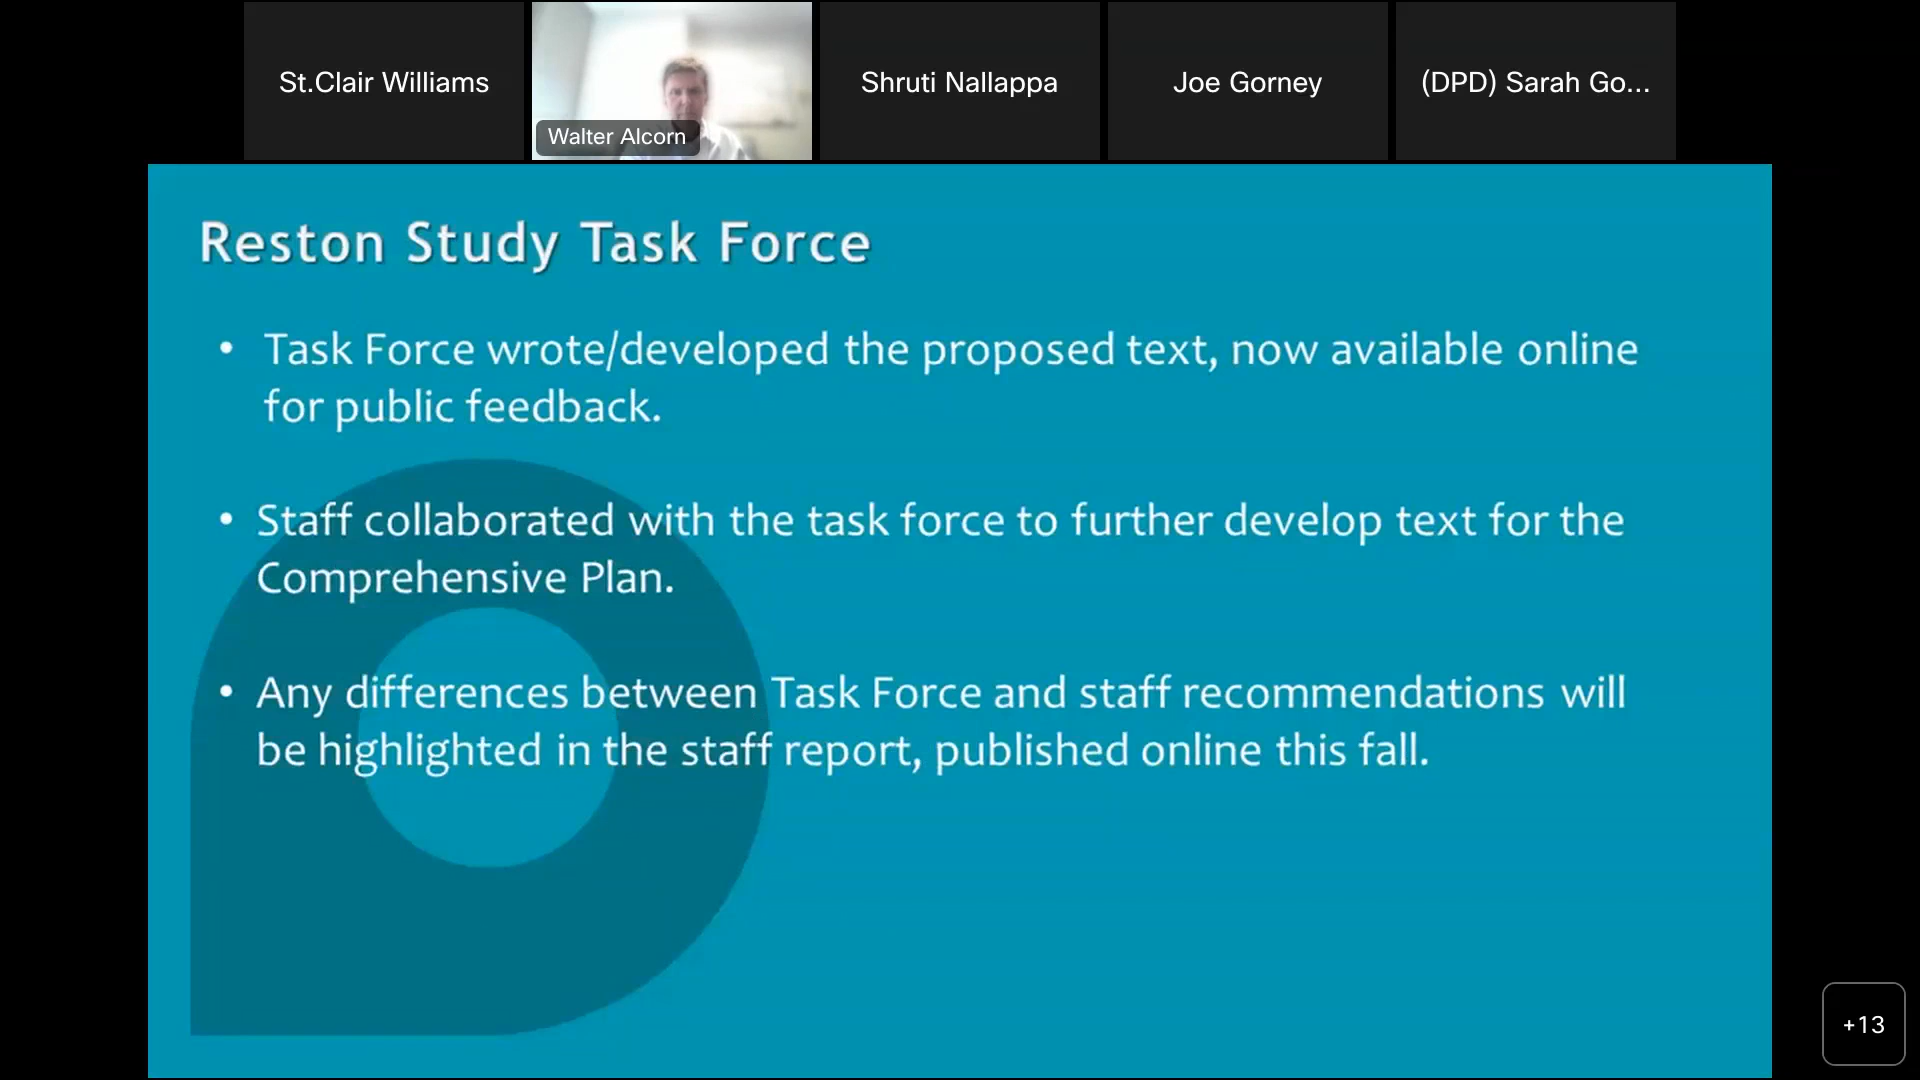 St.Clair Williams
Walter Alcorn
Shruti Nallappa
Joe Gorney
(DPD) Sarah Go...
Reston Study Task Force
• Task Force wrote/developed the proposed text, now available online
for public feedback.
• Staff collaborated with the task force to further develop text for the
Comprehensive Plan.
• Any differences between Task Force and staff recommendations will
be highlighted in the staff report, published online this fall.
+13